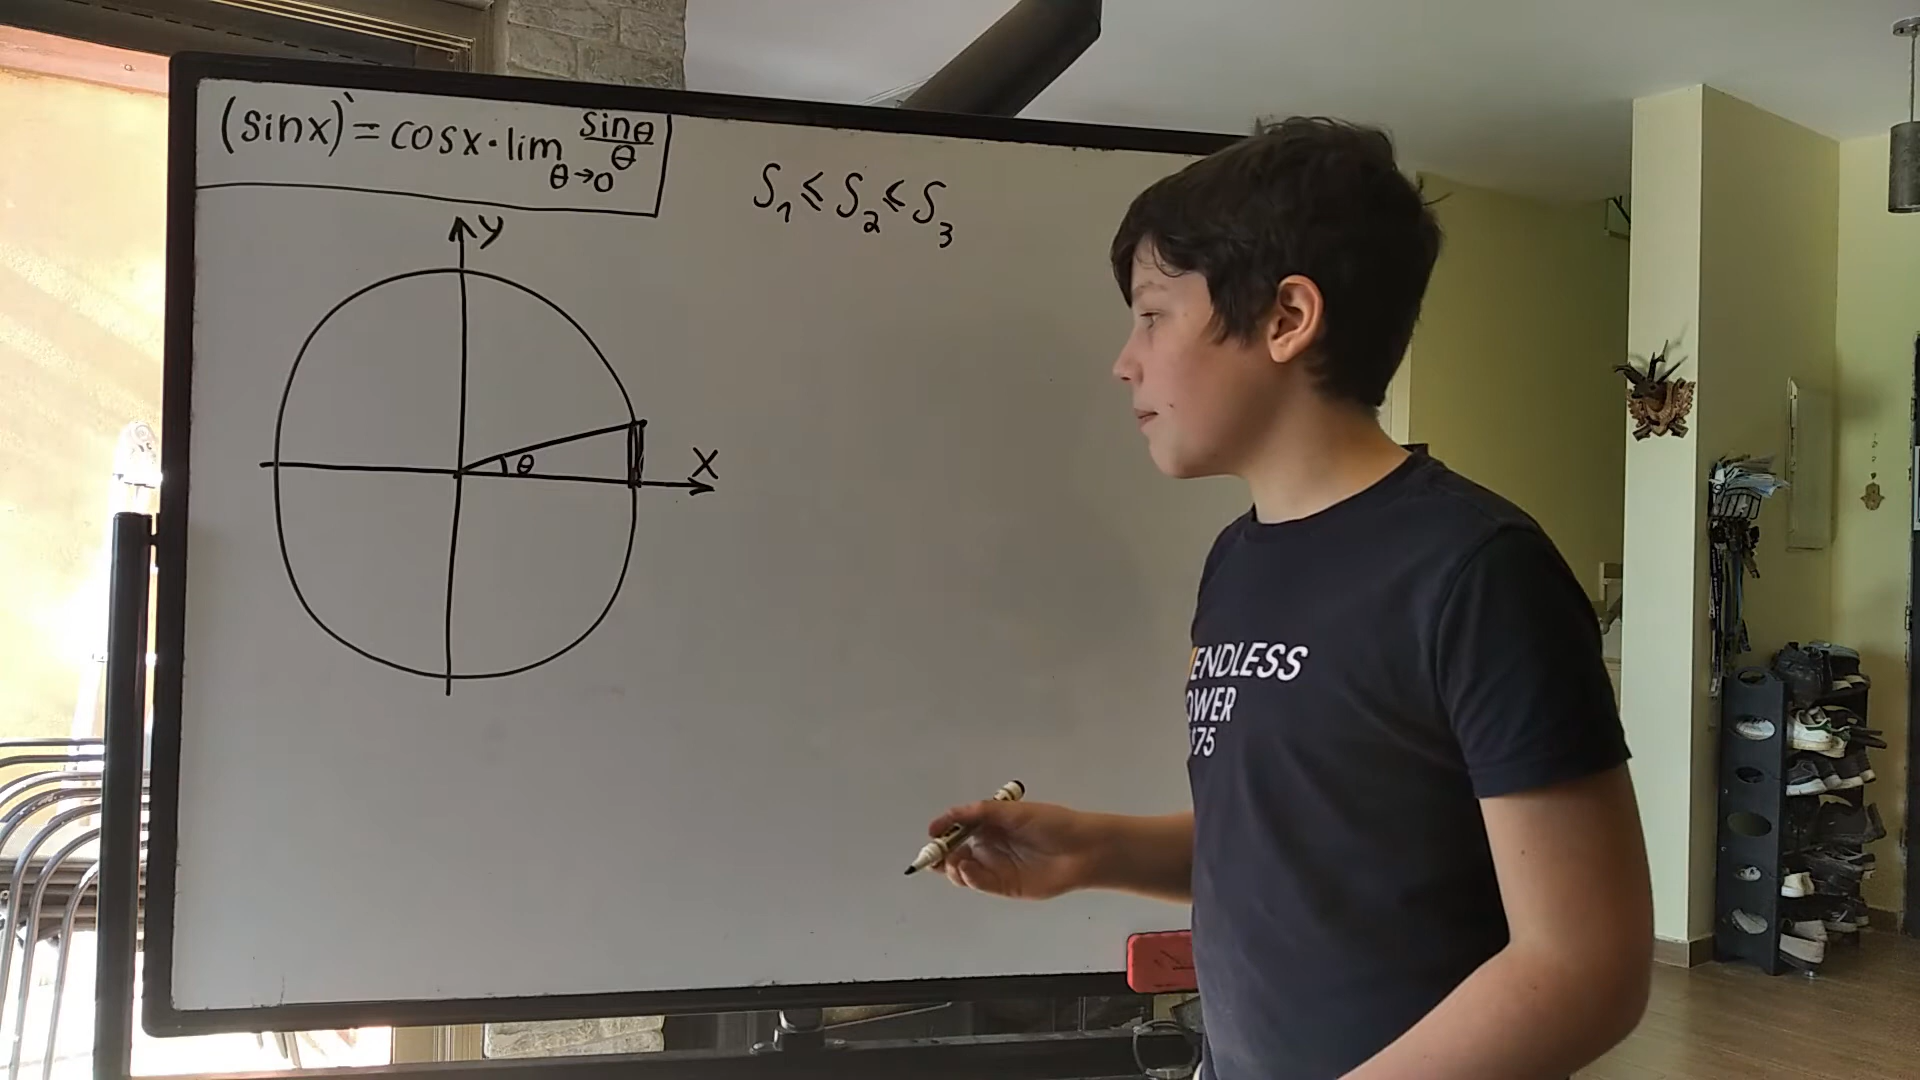 (sinx)` = cosx · lim θ→0 sinθ/θ
S₁ ≤ S₂ ≤ S₃
y
θ
x
ENDLESS
OWER
75